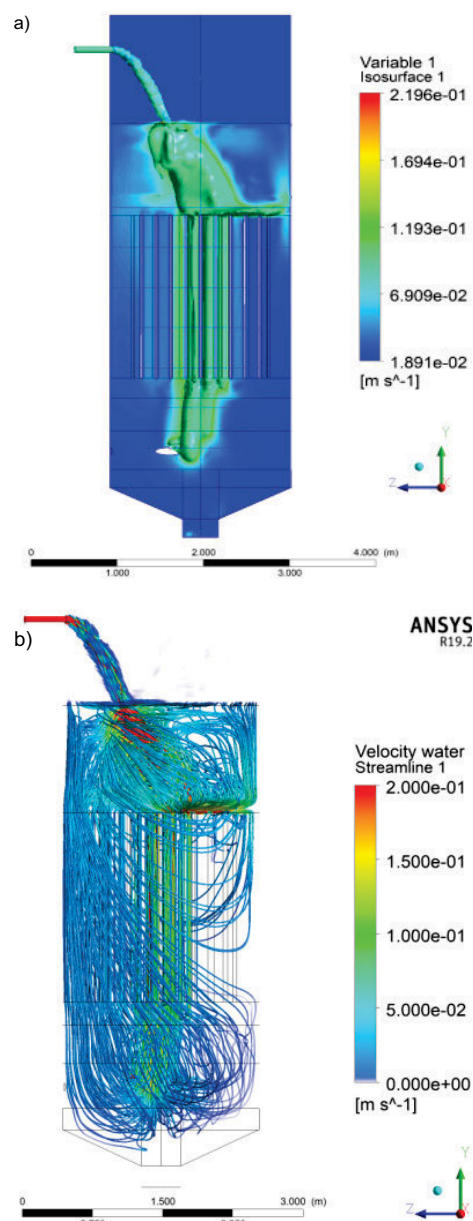 a)
Variable 1
Isosurface 1
2.196e-01
1.694e-01
1.193e-01
6.909e-02
1.891e-02
[m s^-1]
Y
Z
X
0 2.000 4.000 (m)
1.000 3.000
b)
ANSYS
R19.2
Velocity water
Streamline 1
2.000e-01
1.500e-01
1.000e-01
5.000e-02
0.000e+00
[m s^-1]
Y
Z
X
0 1.500 3.000 (m)